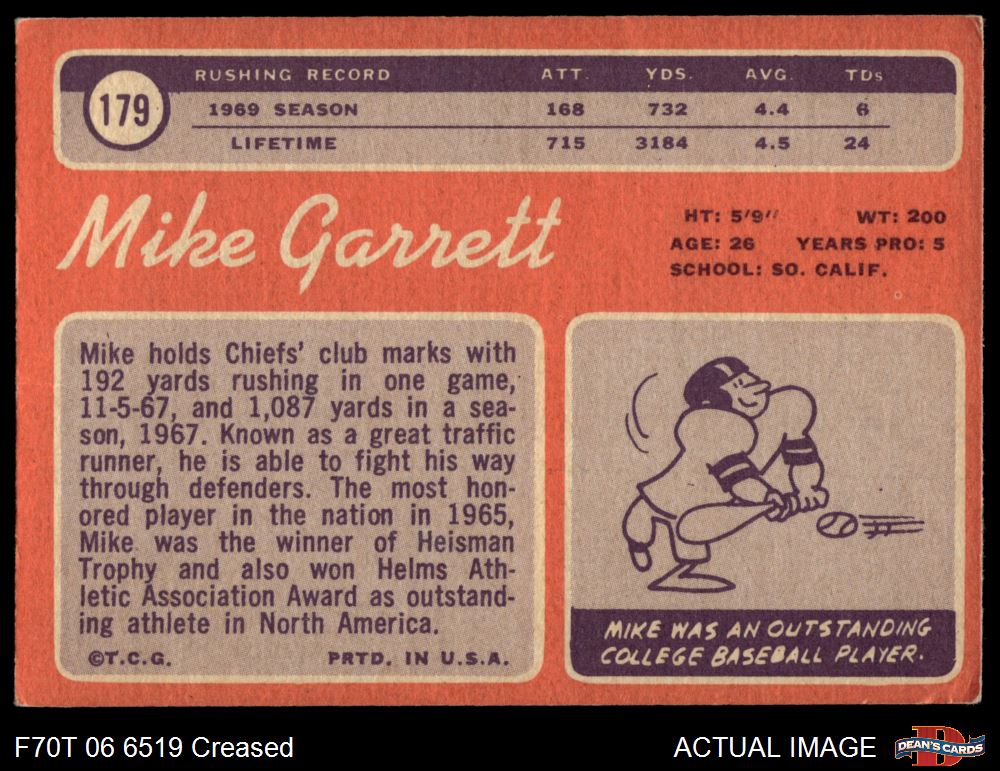 179
RUSHING RECORD ATT. YDS. AVG. TDs
1969 SEASON 168 732 4.4 6
LIFETIME 715 3184 4.5 24
Mike Garrett
HT: 5'9" WT: 200
AGE: 26 YEARS PRO: 5
SCHOOL: SO. CALIF.
Mike holds Chiefs' club marks with
192 yards rushing in one game,
11-5-67, and 1,087 yards in a sea-
son, 1967. Known as a great traffic
runner, he is able to fight his way
through defenders. The most hon-
ored player in the nation in 1965,
Mike was the winner of Heisman
Trophy and also won Helms Ath-
letic Association Award as outstand-
ing athlete in North America.
©T.C.G. PRTD. IN U.S.A.
MIKE WAS AN OUTSTANDING
COLLEGE BASEBALL PLAYER.
F70T 06 6519 Creased
ACTUAL IMAGE
D
DEAN'S CARDS